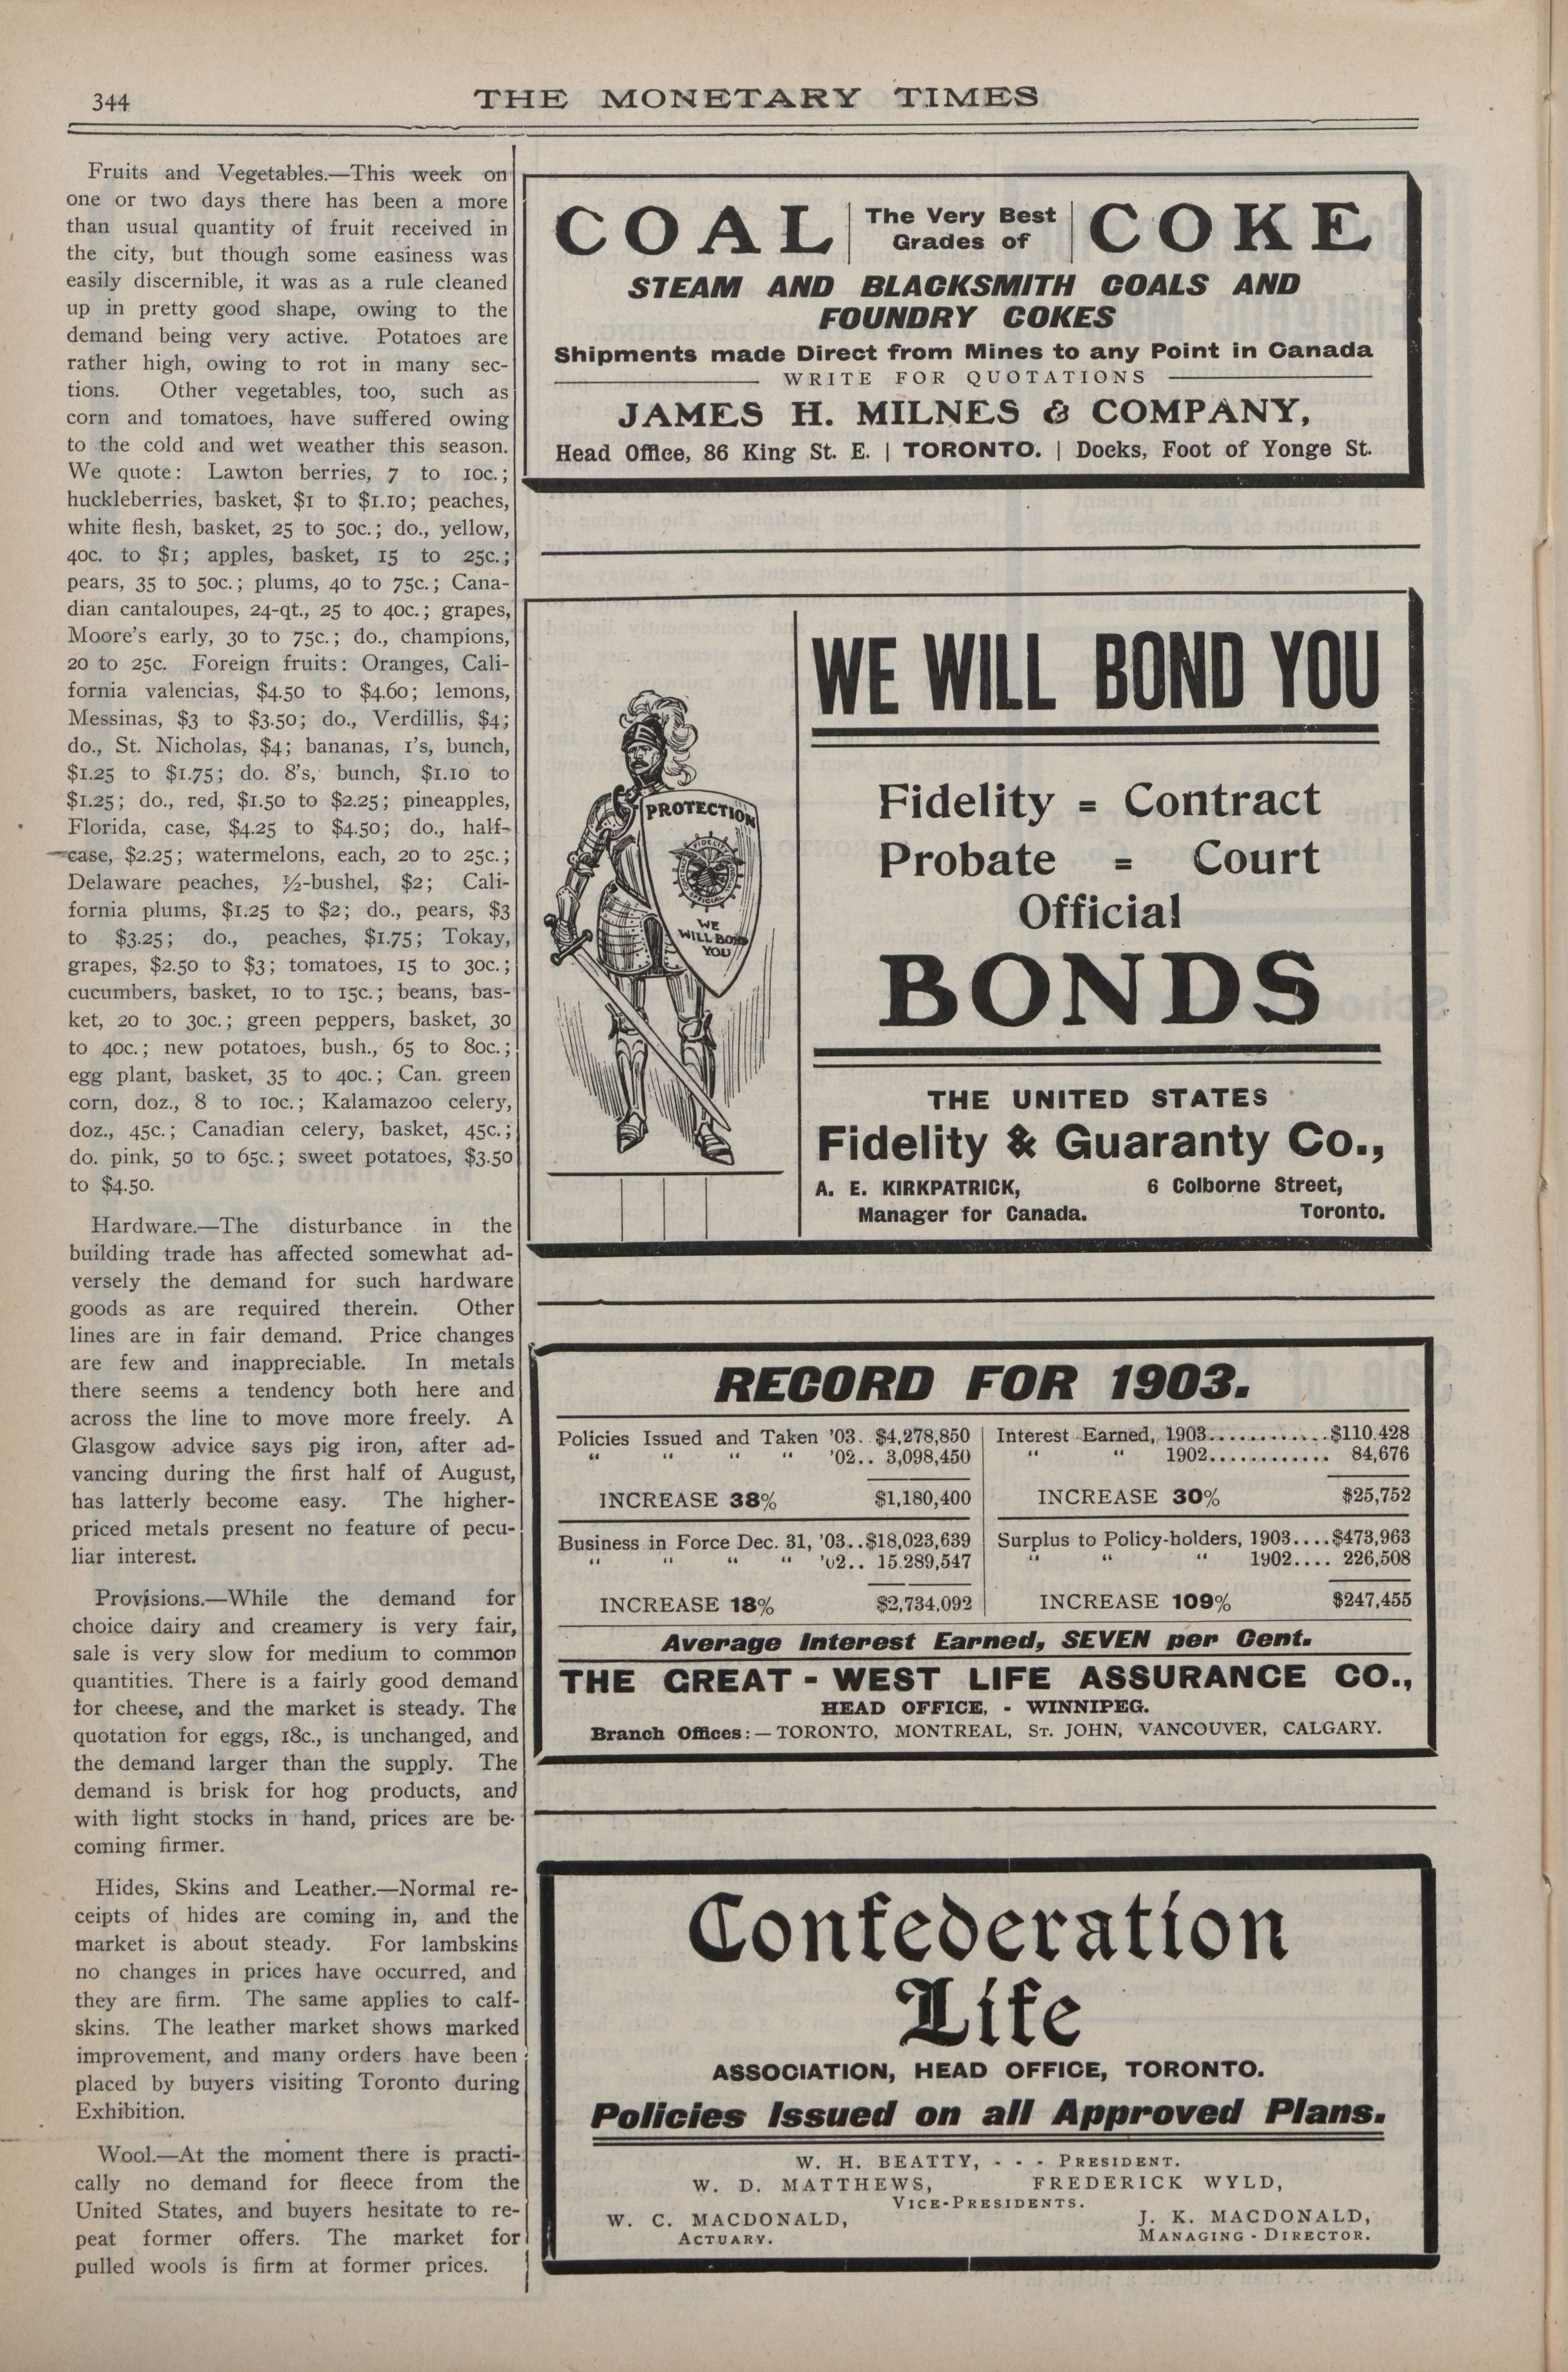 344
THE MONETARY TIMES
Fruits and Vegetables.—This week on
one or two days there has been a more
than usual quantity of fruit received in
the city, but though some easiness was
easily discernible, it was as a rule cleaned
up in pretty good shape, owing to the
demand being very active. Potatoes are
rather high, owing to rot in many sec-
tions. Other vegetables, too, such as
corn and tomatoes, have suffered owing
to the cold and wet weather this season.
We quote: Lawton berries, 7 to 10c.;
huckleberries, basket, $1 to $1.10; peaches,
white flesh, basket, 25 to 50c.; do., yellow,
40c. to $1; apples, basket, 15 to 25c.;
pears, 35 to 50c.; plums, 40 to 75c.; Cana-
dian cantaloupes, 24-qt., 25 to 40c.; grapes,
Moore's early, 30 to 75c.; do., champions,
20 to 25c. Foreign fruits: Oranges, Cali-
fornia valencias, $4.50 to $4.60; lemons,
Messinas, $3 to $3.50; do., Verdillis, $4;
do., St. Nicholas, $4; bananas, 1's, bunch,
$1.25 to $1.75; do. 8's, bunch, $1.10 to
$1.25; do., red, $1.50 to $2.25; pineapples,
Florida, case, $4.25 to $4.50; do., half-
case, $2.25; watermelons, each, 20 to 25c.;
Delaware peaches, ½-bushel, $2; Cali-
fornia plums, $1.25 to $2; do., pears, $3
to $3.25; do., peaches, $1.75; Tokay,
grapes, $2.50 to $3; tomatoes, 15 to 30c.;
cucumbers, basket, 10 to 15c.; beans, bas-
ket, 20 to 30c.; green peppers, basket, 30
to 40c.; new potatoes, bush., 65 to 80c.;
egg plant, basket, 35 to 40c.; Can. green
corn, doz., 8 to 10c.; Kalamazoo celery,
doz., 45c.; Canadian celery, basket, 45c.;
do. pink, 50 to 65c.; sweet potatoes, $3.50
to $4.50.
Hardware.—The disturbance in the
building trade has affected somewhat ad-
versely the demand for such hardware
goods as are required therein. Other
lines are in fair demand. Price changes
are few and inappreciable. In metals
there seems a tendency both here and
across the line to move more freely. A
Glasgow advice says pig iron, after ad-
vancing during the first half of August,
has latterly become easy. The higher-
priced metals present no feature of pecu-
liar interest.
Provisions.—While the demand for
choice dairy and creamery is very fair,
sale is very slow for medium to common
quantities. There is a fairly good demand
for cheese, and the market is steady. The
quotation for eggs, 18c., is unchanged, and
the demand larger than the supply. The
demand is brisk for hog products, and
with light stocks in hand, prices are be-
coming firmer.
Hides, Skins and Leather.—Normal re-
ceipts of hides are coming in, and the
market is about steady. For lambskins
no changes in prices have occurred, and
they are firm. The same applies to calf-
skins. The leather market shows marked
improvement, and many orders have been
placed by buyers visiting Toronto during
Exhibition.
Wool.—At the moment there is practi-
cally no demand for fleece from the
United States, and buyers hesitate to re-
peat former offers. The market for
pulled wools is firm at former prices.
COAL The Very Best Grades of COKE
STEAM AND BLACKSMITH COALS AND
FOUNDRY COKES
Shipments made Direct from Mines to any Point in Canada
WRITE FOR QUOTATIONS
JAMES H. MILNES & COMPANY,
Head Office, 86 King St. E. | TORONTO. | Docks, Foot of Yonge St.
PROTECTION
FIDELITY
WE
WILL BOND
YOU
WE WILL BOND YOU
Fidelity = Contract
Probate = Court
Official
BONDS
THE UNITED STATES
Fidelity & Guaranty Co.,
A. E. KIRKPATRICK, 6 Colborne Street,
Manager for Canada. Toronto.
RECORD FOR 1903.
Policies Issued and Taken '03. $4,278,850
" " " " '02.. 3,098,450
INCREASE 38% $1,180,400
Interest Earned, 1903............$110.428
" " 1902............ 84,676
INCREASE 30% $25,752
Business in Force Dec. 31, '03..$18,023,639
" " " " '02.. 15.289,547
INCREASE 18% $2,734,092
Surplus to Policy-holders, 1903....$473,963
" " " 1902.... 226,508
INCREASE 109% $247,455
Average Interest Earned, SEVEN per Cent.
THE GREAT-WEST LIFE ASSURANCE CO.,
HEAD OFFICE, - WINNIPEG.
Branch Offices:—TORONTO, MONTREAL, ST. JOHN, VANCOUVER, CALGARY.
Confederation
Life
ASSOCIATION, HEAD OFFICE, TORONTO.
Policies Issued on all Approved Plans.
W. H. BEATTY, - - - PRESIDENT.
W. D. MATTHEWS, FREDERICK WYLD,
VICE-PRESIDENTS.
W. C. MACDONALD, J. K. MACDONALD,
ACTUARY. MANAGING-DIRECTOR.